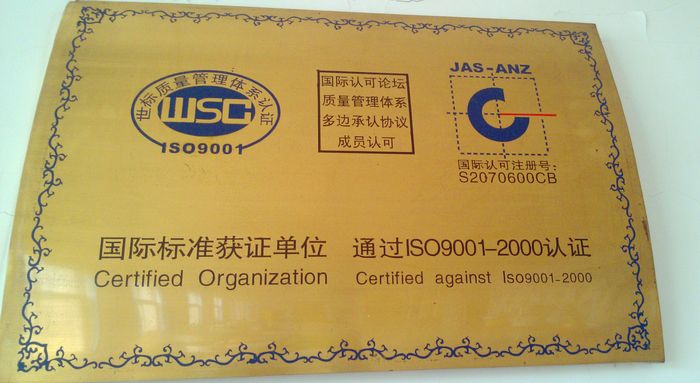 世标质量管理体系认证
WSC
ISO9001
国际认可论坛
质量管理体系
多边承认协议
成员认可
JAS-ANZ
国际认可注册号:
S2070600CB
国际标准获证单位 通过ISO9001-2000认证
Certified Organization Certified against Iso9001-2000